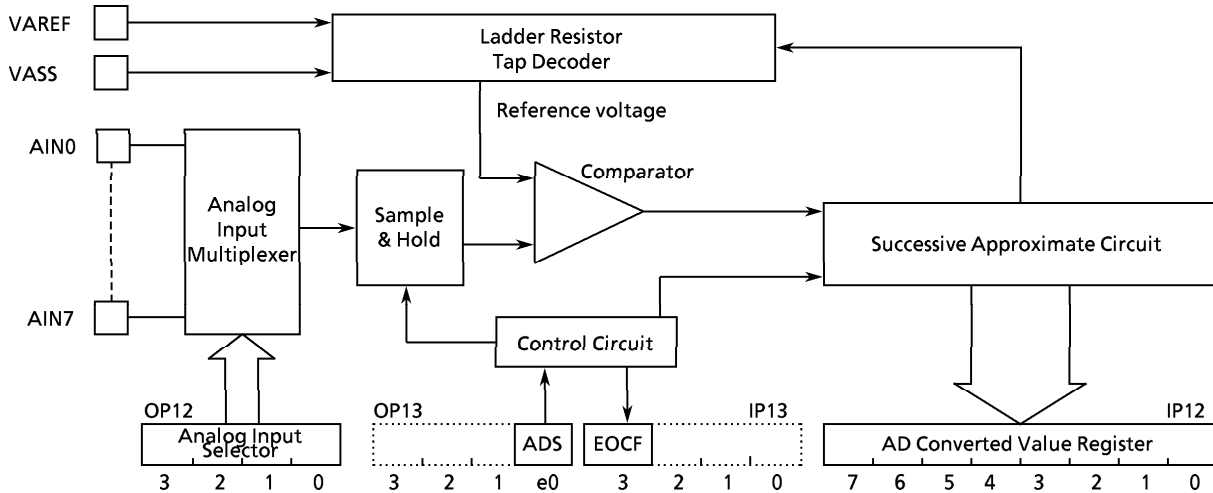 VAREF
VASS
Ladder Resistor
Tap Decoder
Reference voltage
AIN0
AIN7
Analog
Input
Multiplexer
Sample
& Hold
Comparator
Successive Approximate Circuit
Control Circuit
OP12
Analog Input
Selector
3 2 1 0
OP13
ADS
3 2 1 e0
IP13
EOCF
3 2 1 0
IP12
AD Converted Value Register
7 6 5 4 3 2 1 0